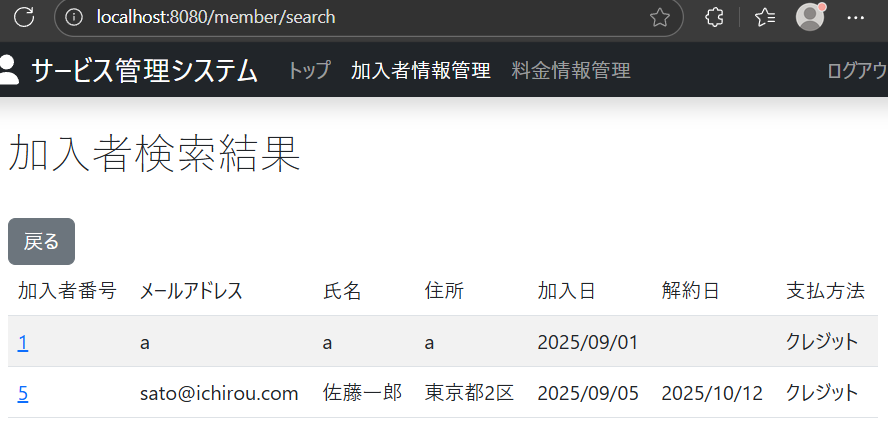 localhost:8080/member/search
サービス管理システム トップ 加入者情報管理 料金情報管理 ログアウ
加入者検索結果
戻る
加入者番号 メールアドレス 氏名 住所 加入日 解約日 支払方法
1 a a a 2025/09/01 クレジット
5 sato@ichirou.com 佐藤一郎 東京都2区 2025/09/05 2025/10/12 クレジット